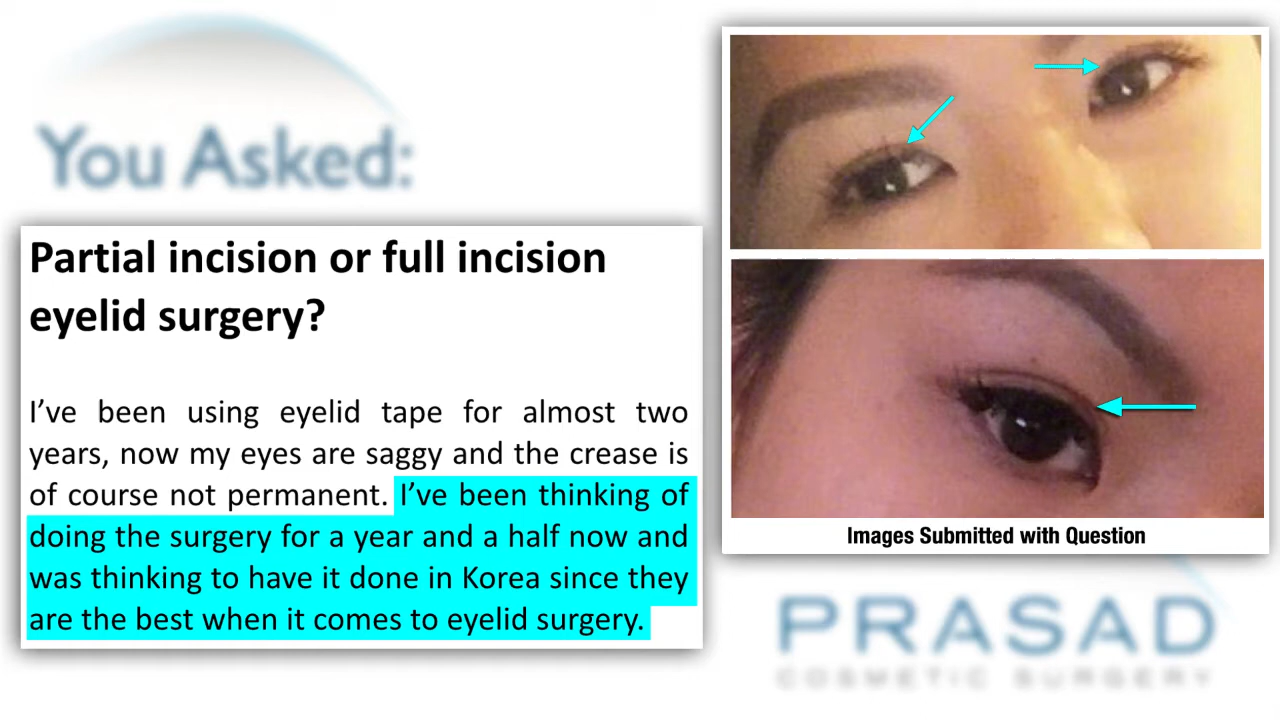 You Asked:
Partial incision or full incision
eyelid surgery?
I’ve been using eyelid tape for almost two
years, now my eyes are saggy and the crease is
of course not permanent. I’ve been thinking of
doing the surgery for a year and a half now and
was thinking to have it done in Korea since they
are the best when it comes to eyelid surgery.
Images Submitted with Question
PRASAD
COSMETIC SURGERY